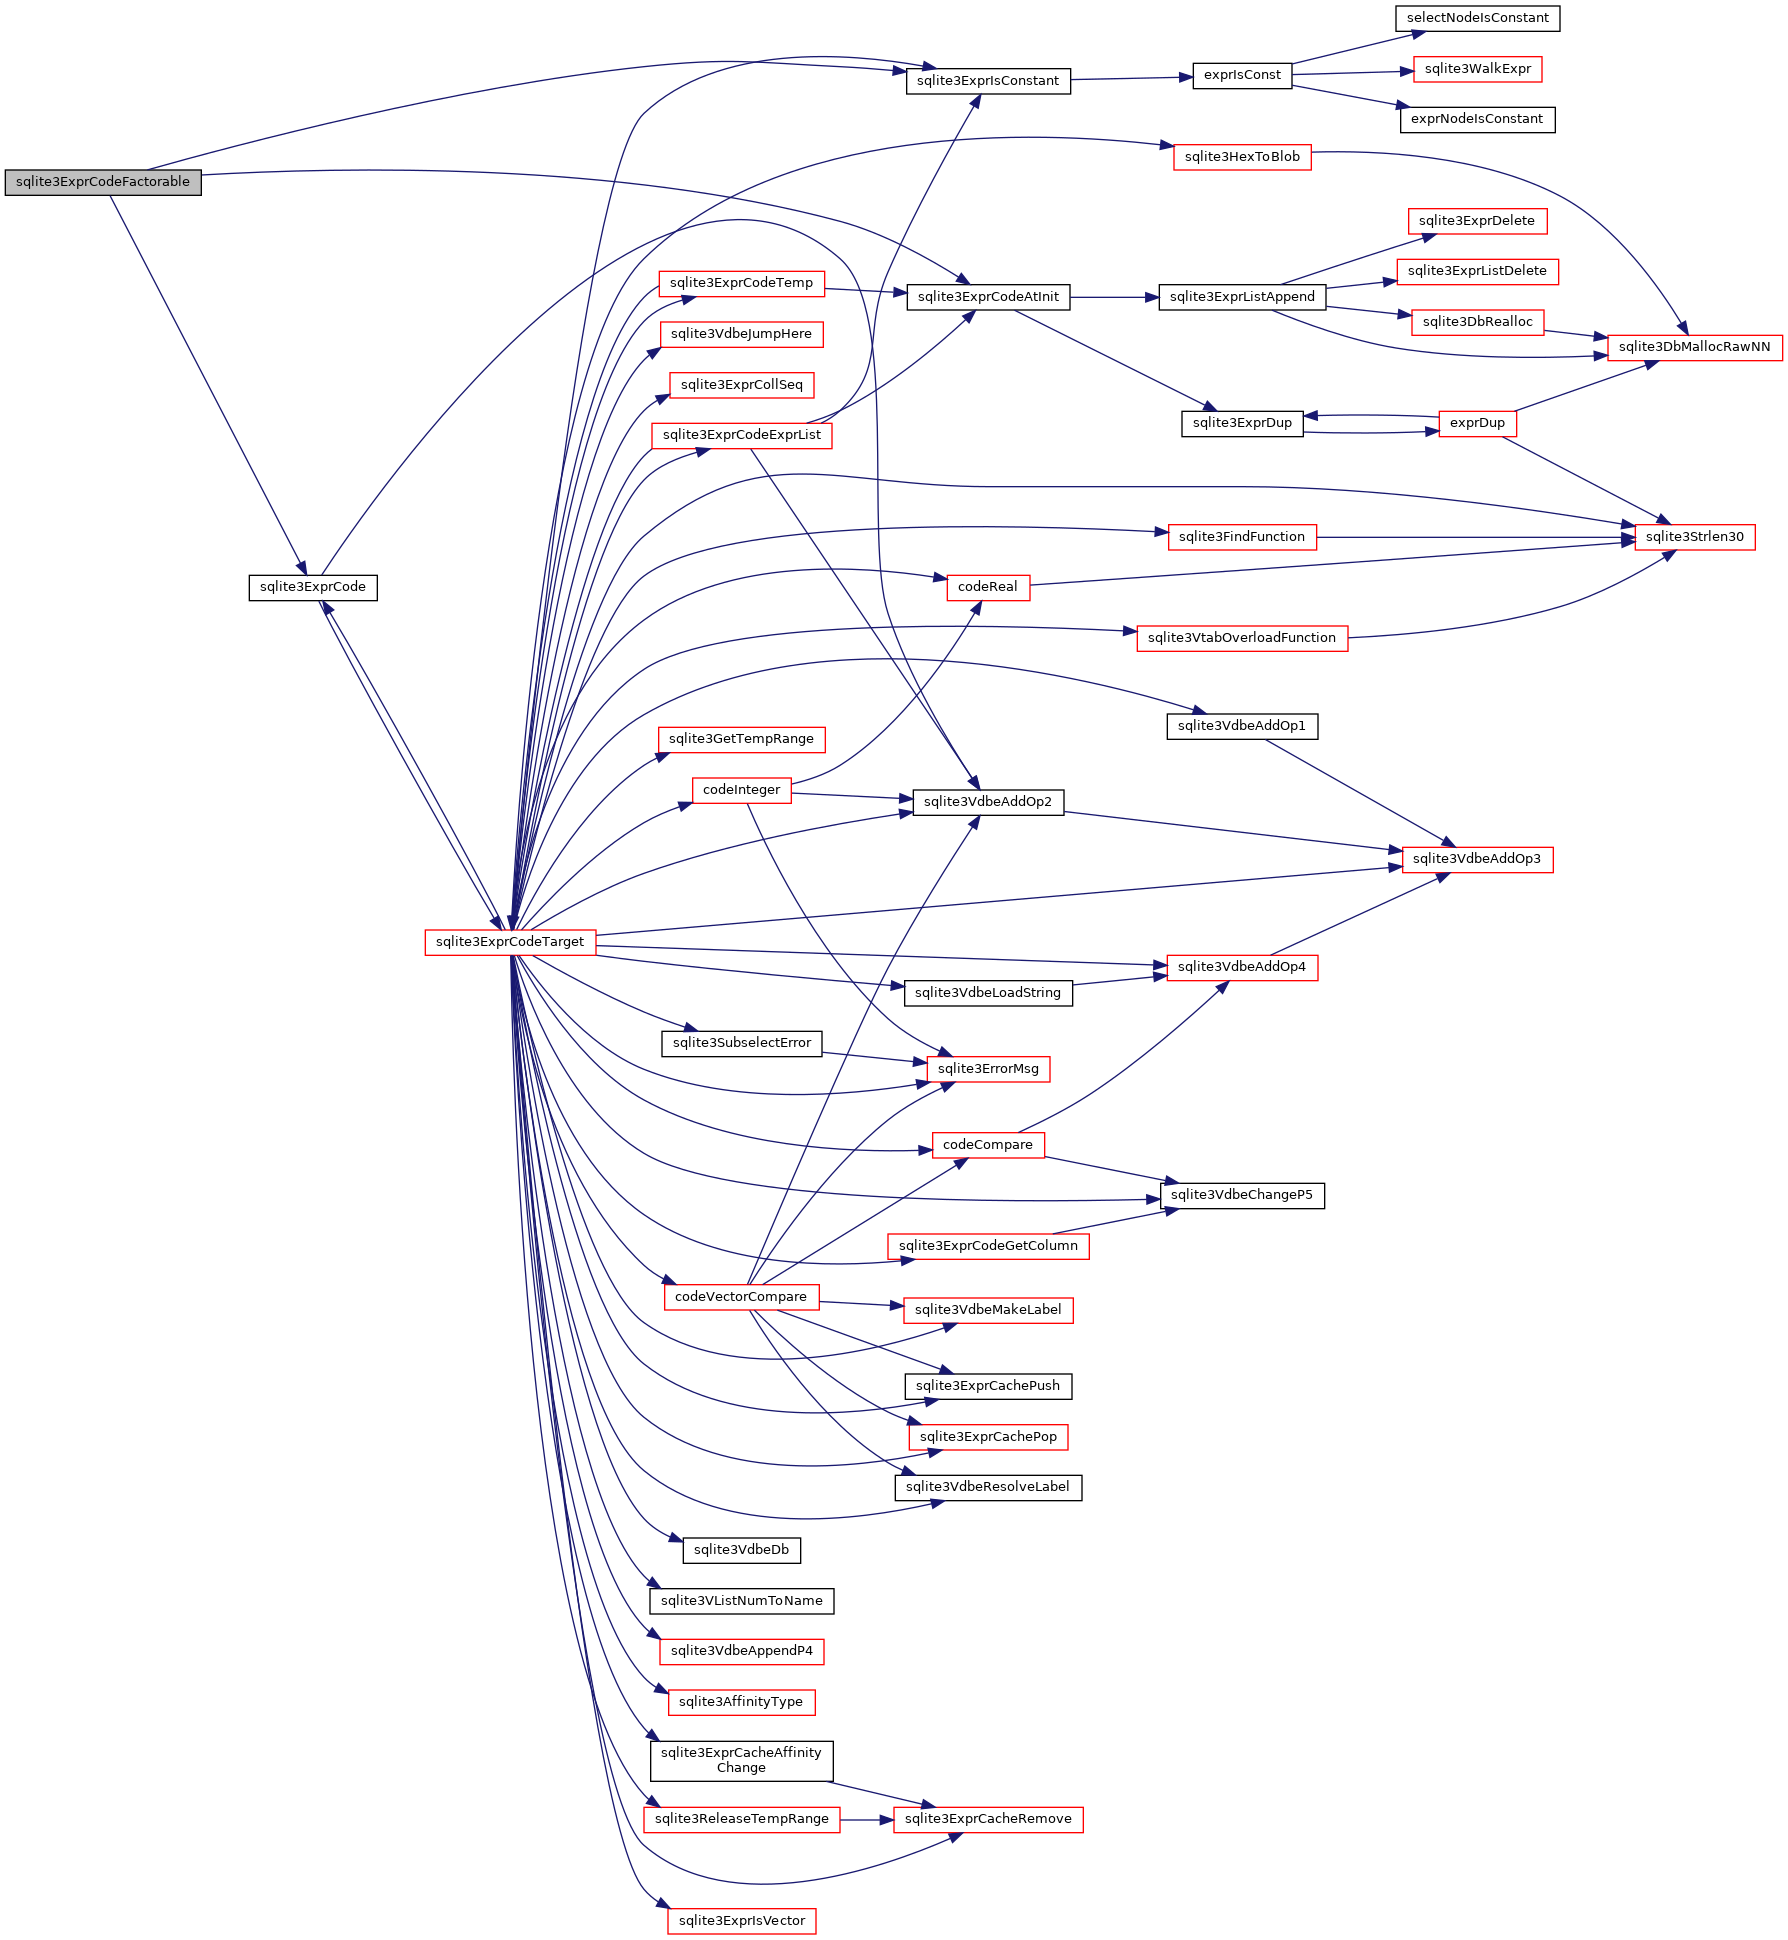 selectNodeIsConstant
sqlite3WalkExpr
sqlite3ExprIsConstant
exprIsConst
exprNodeIsConstant
sqlite3HexToBlob
sqlite3ExprCodeFactorable
sqlite3ExprDelete
sqlite3ExprListDelete
sqlite3ExprCodeTemp
sqlite3ExprCodeAtInit
sqlite3ExprListAppend
sqlite3DbRealloc
sqlite3VdbeJumpHere
sqlite3DbMallocRawNN
sqlite3ExprCollSeq
sqlite3ExprDup
exprDup
sqlite3ExprCodeExprList
sqlite3FindFunction
sqlite3Strlen30
sqlite3ExprCode
codeReal
sqlite3VtabOverloadFunction
sqlite3VdbeAddOp1
sqlite3GetTempRange
codeInteger
sqlite3VdbeAddOp2
sqlite3VdbeAddOp3
sqlite3ExprCodeTarget
sqlite3VdbeAddOp4
sqlite3VdbeLoadString
sqlite3SubselectError
sqlite3ErrorMsg
codeCompare
sqlite3VdbeChangeP5
sqlite3ExprCodeGetColumn
codeVectorCompare
sqlite3VdbeMakeLabel
sqlite3ExprCachePush
sqlite3ExprCachePop
sqlite3VdbeResolveLabel
sqlite3VdbeDb
sqlite3VListNumToName
sqlite3VdbeAppendP4
sqlite3AffinityType
sqlite3ExprCacheAffinity
Change
sqlite3ReleaseTempRange
sqlite3ExprCacheRemove
sqlite3ExprIsVector